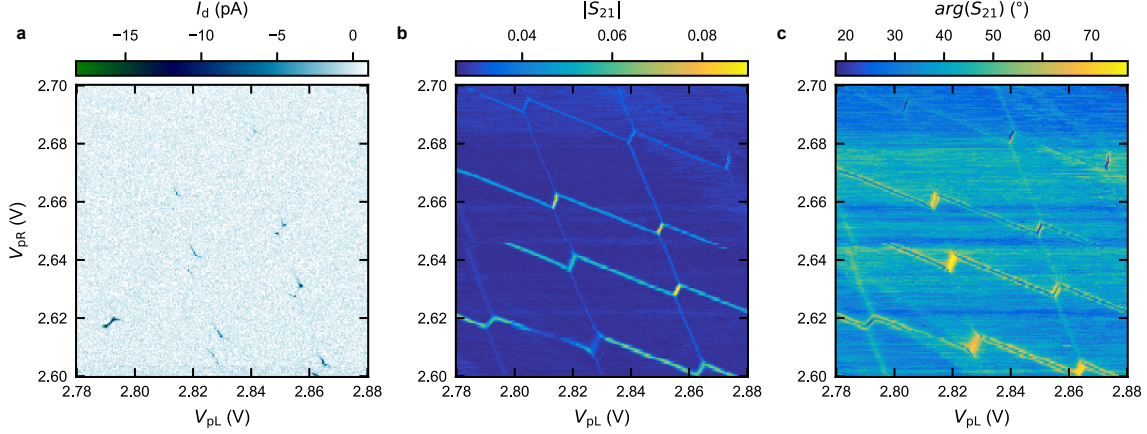 I_d (pA)
|S_21|
arg(S_21) (°)
a
−15 −10 −5 0
b
0.04 0.06 0.08
c
20 30 40 50 60 70
V_pR (V)
2.70
2.68
2.66
2.64
2.62
2.60
2.78 2.80 2.82 2.84 2.86 2.88
V_pL (V)
2.70
2.68
2.66
2.64
2.62
2.60
2.78 2.80 2.82 2.84 2.86 2.88
V_pL (V)
2.70
2.68
2.66
2.64
2.62
2.60
2.78 2.80 2.82 2.84 2.86 2.88
V_pL (V)